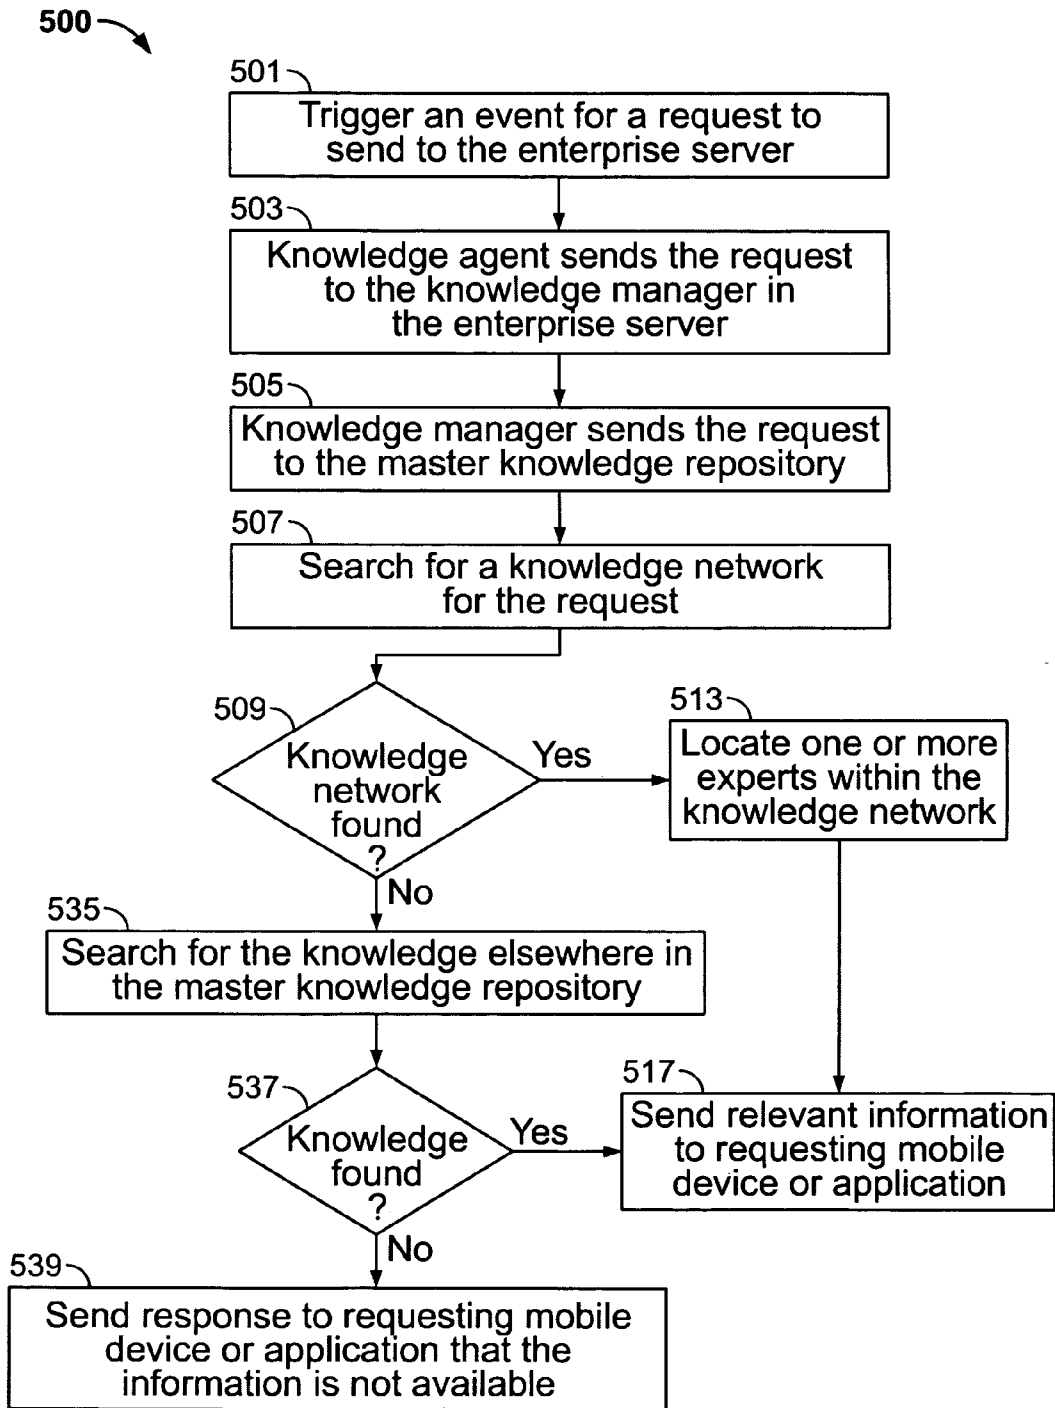 500
501
Trigger an event for a request to
send to the enterprise server
503
Knowledge agent sends the request
to the knowledge manager in
the enterprise server
505
Knowledge manager sends the request
to the master knowledge repository
507
Search for a knowledge network
for the request
509
Knowledge
network
found
?
Yes
513
Locate one or more
experts within the
knowledge network
No
535
Search for the knowledge elsewhere in
the master knowledge repository
537
Knowledge
found
?
Yes
517
Send relevant information
to requesting mobile
device or application
No
539
Send response to requesting mobile
device or application that the
information is not available